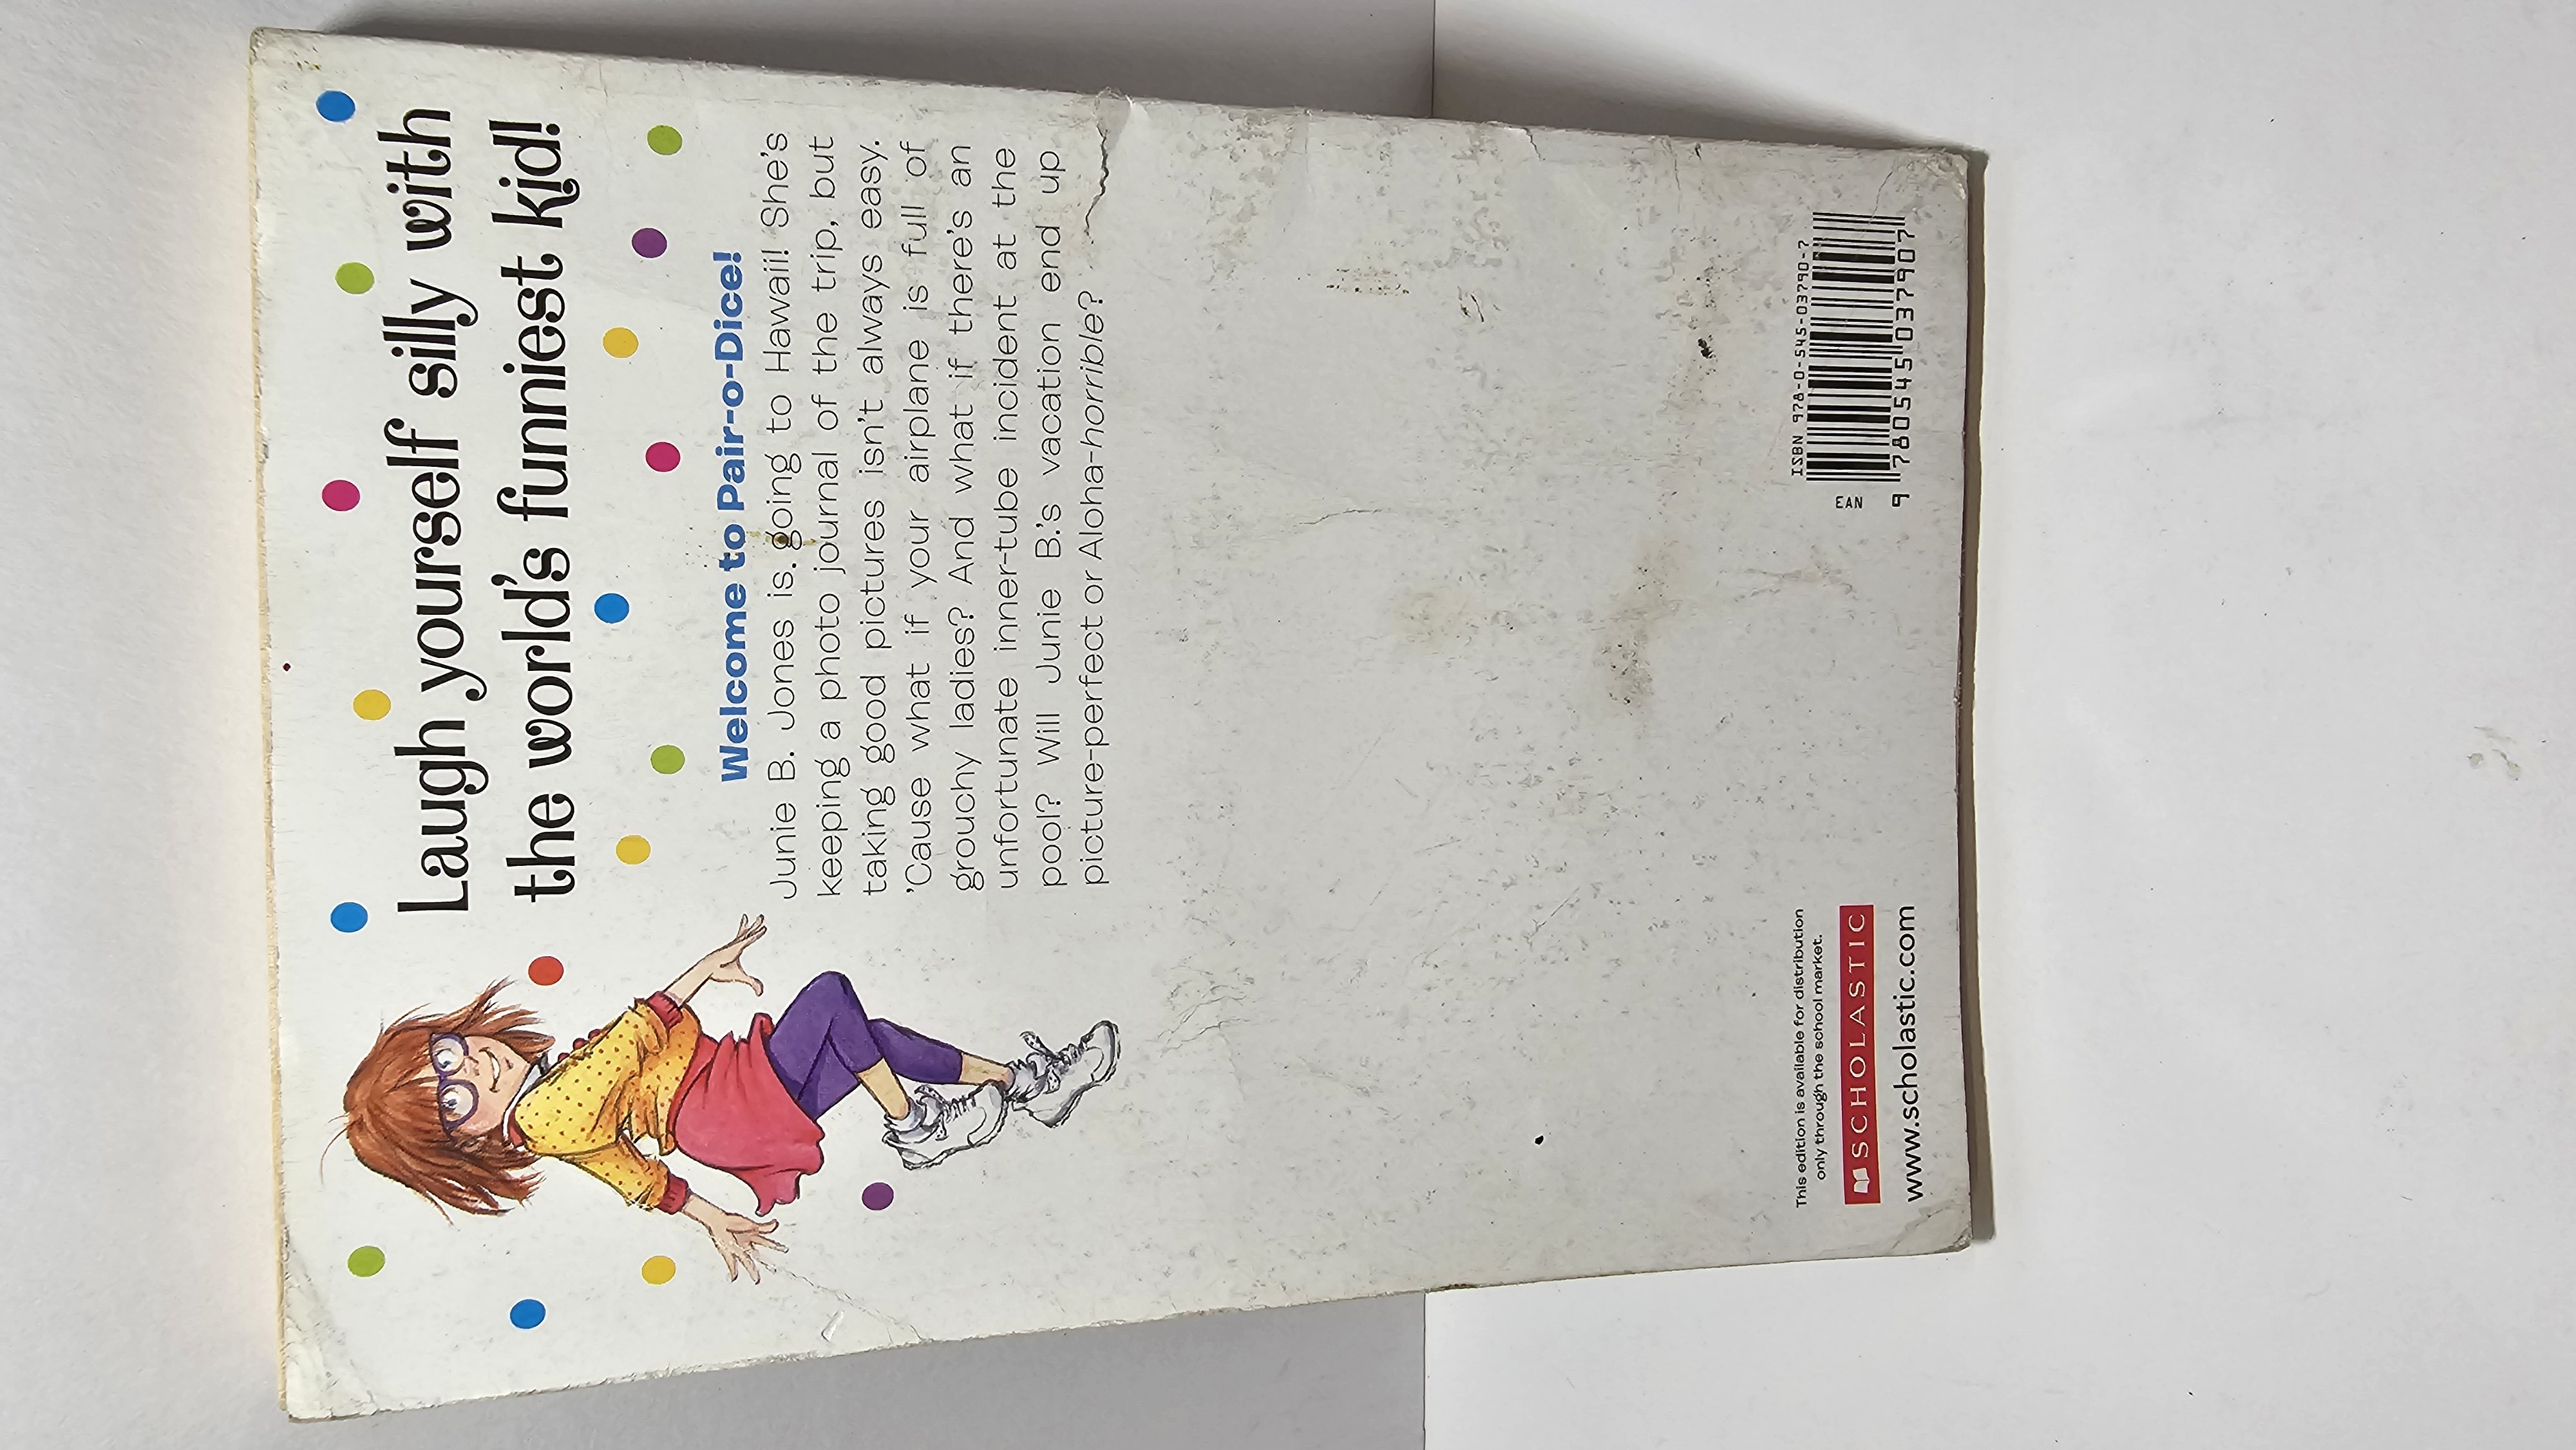 Laugh yourself silly with
the world's funniest kid!
Welcome to Pair-o-Dice!
Junie B. Jones is going to Hawaii! She's
keeping a photo journal of the trip, but
taking good pictures isn't always easy.
'Cause what if your airplane is full of
grouchy ladies? And what if there's an
unfortunate inner-tube incident at the
pool? Will Junie B.'s vacation end up
picture-perfect or Aloha-horrible?
This edition is available for distribution
only through the school market.
SCHOLASTIC
www.scholastic.com
ISBN 978-0-545-03790-7
EAN
9 780545 037907